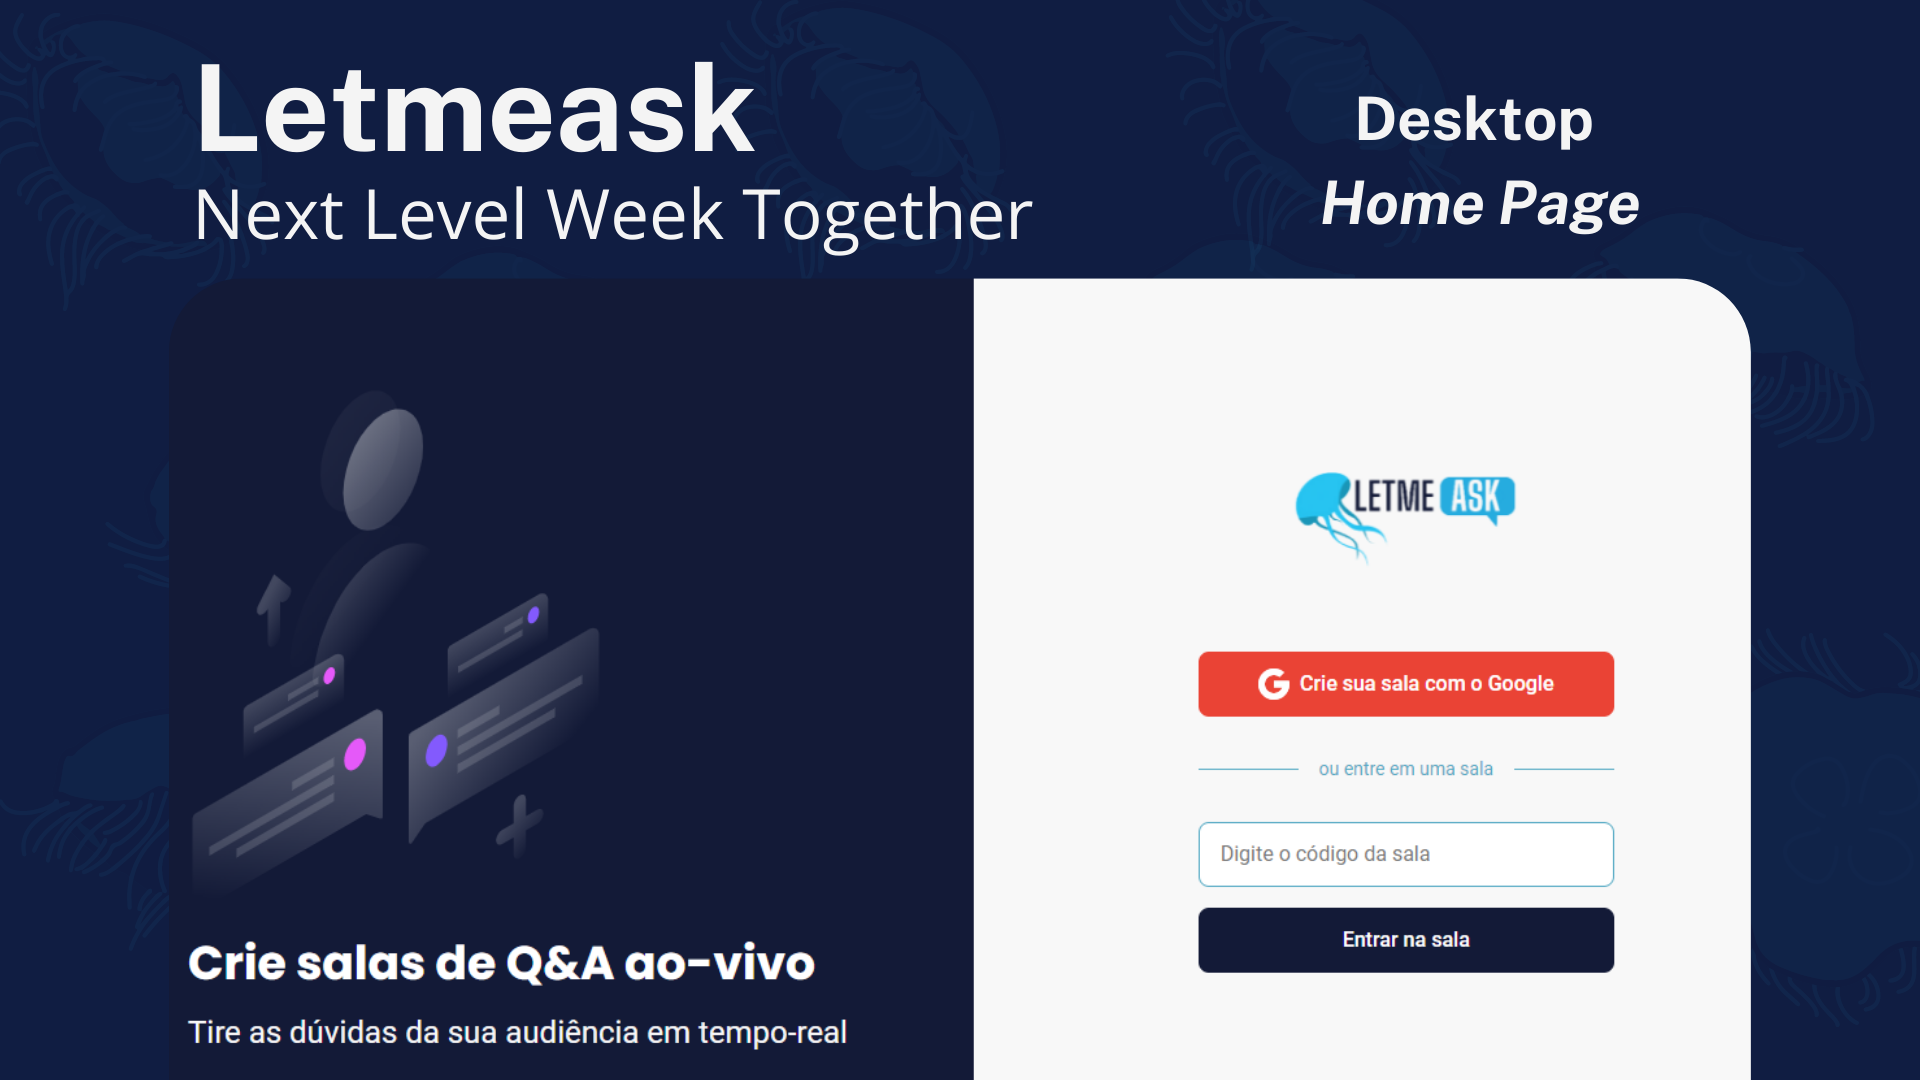 Letmeask
Next Level Week Together
Desktop
Home Page
Crie salas de Q&A ao-vivo
Tire as dúvidas da sua audiência em tempo-real
LETME ASK
G Crie sua sala com o Google
ou entre em uma sala
Digite o código da sala
Entrar na sala